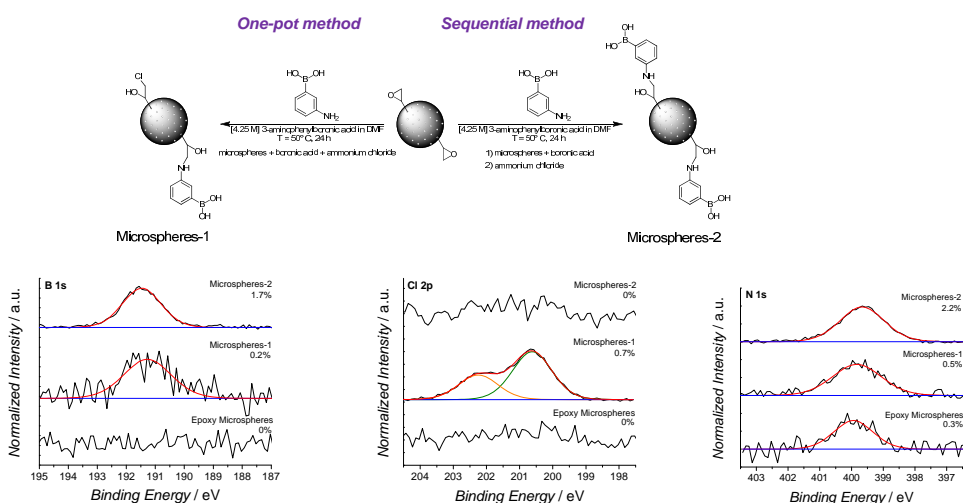 One-pot method
Sequential method
HO
OH
B
HO
NH
OH
Cl
HO
OH
NH
B
OH
HO
HO
OH
B
NH₂
[4.25 M] 3-aminophenylboronic acid in DMF
T = 50º C, 24 h
microspheres + boronic acid + ammonium chloride
O
O
HO
OH
B
NH₂
[4.25 M] 3-aminophenylboronic acid in DMF
T = 50º C, 24 h
1) microspheres + boronic acid
2) ammonium chloride
OH
NH
B
OH
HO
Microspheres-1
Microspheres-2
B 1s
Microspheres-2
1.7%
Microspheres-1
0.2%
Epoxy Microspheres
0%
Normalized Intensity / a.u.
195 194 193 192 191 190 189 188 187
Binding Energy / eV
Cl 2p
Microspheres-2
0%
Microspheres-1
0.7%
Epoxy Microspheres
0%
Normalized Intensity / a.u.
204 203 202 201 200 199 198
Binding Energy / eV
N 1s
Microspheres-2
2.2%
Microspheres-1
0.5%
Epoxy Microspheres
0.3%
Normalized Intensity / a.u.
403 402 401 400 399 398 397
Binding Energy / eV